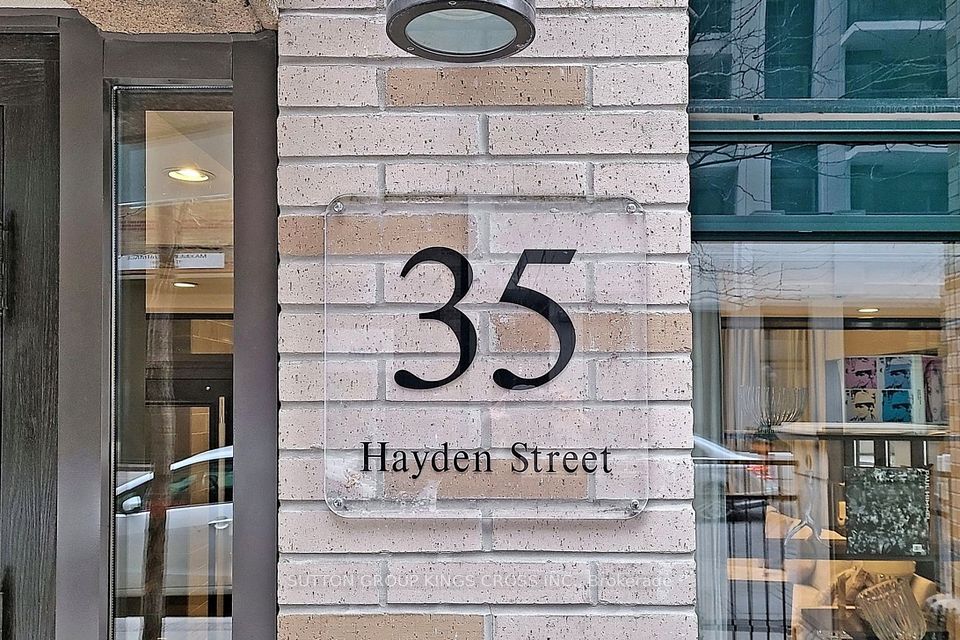 35
Hayden Street
SUTTON GROUP KINGS CROSS INC., Brokerage